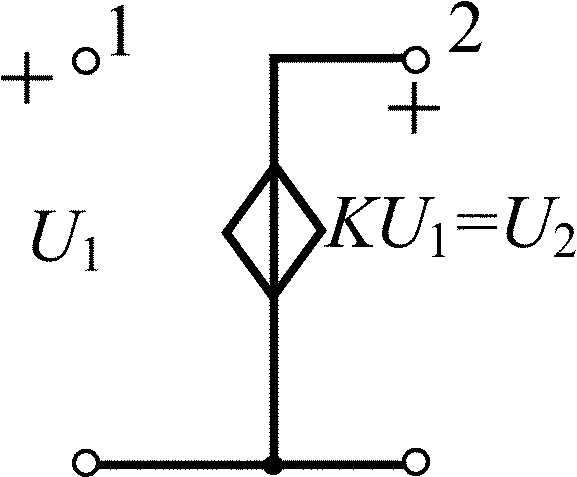 1
2
+
+
U₁
KU₁=U₂